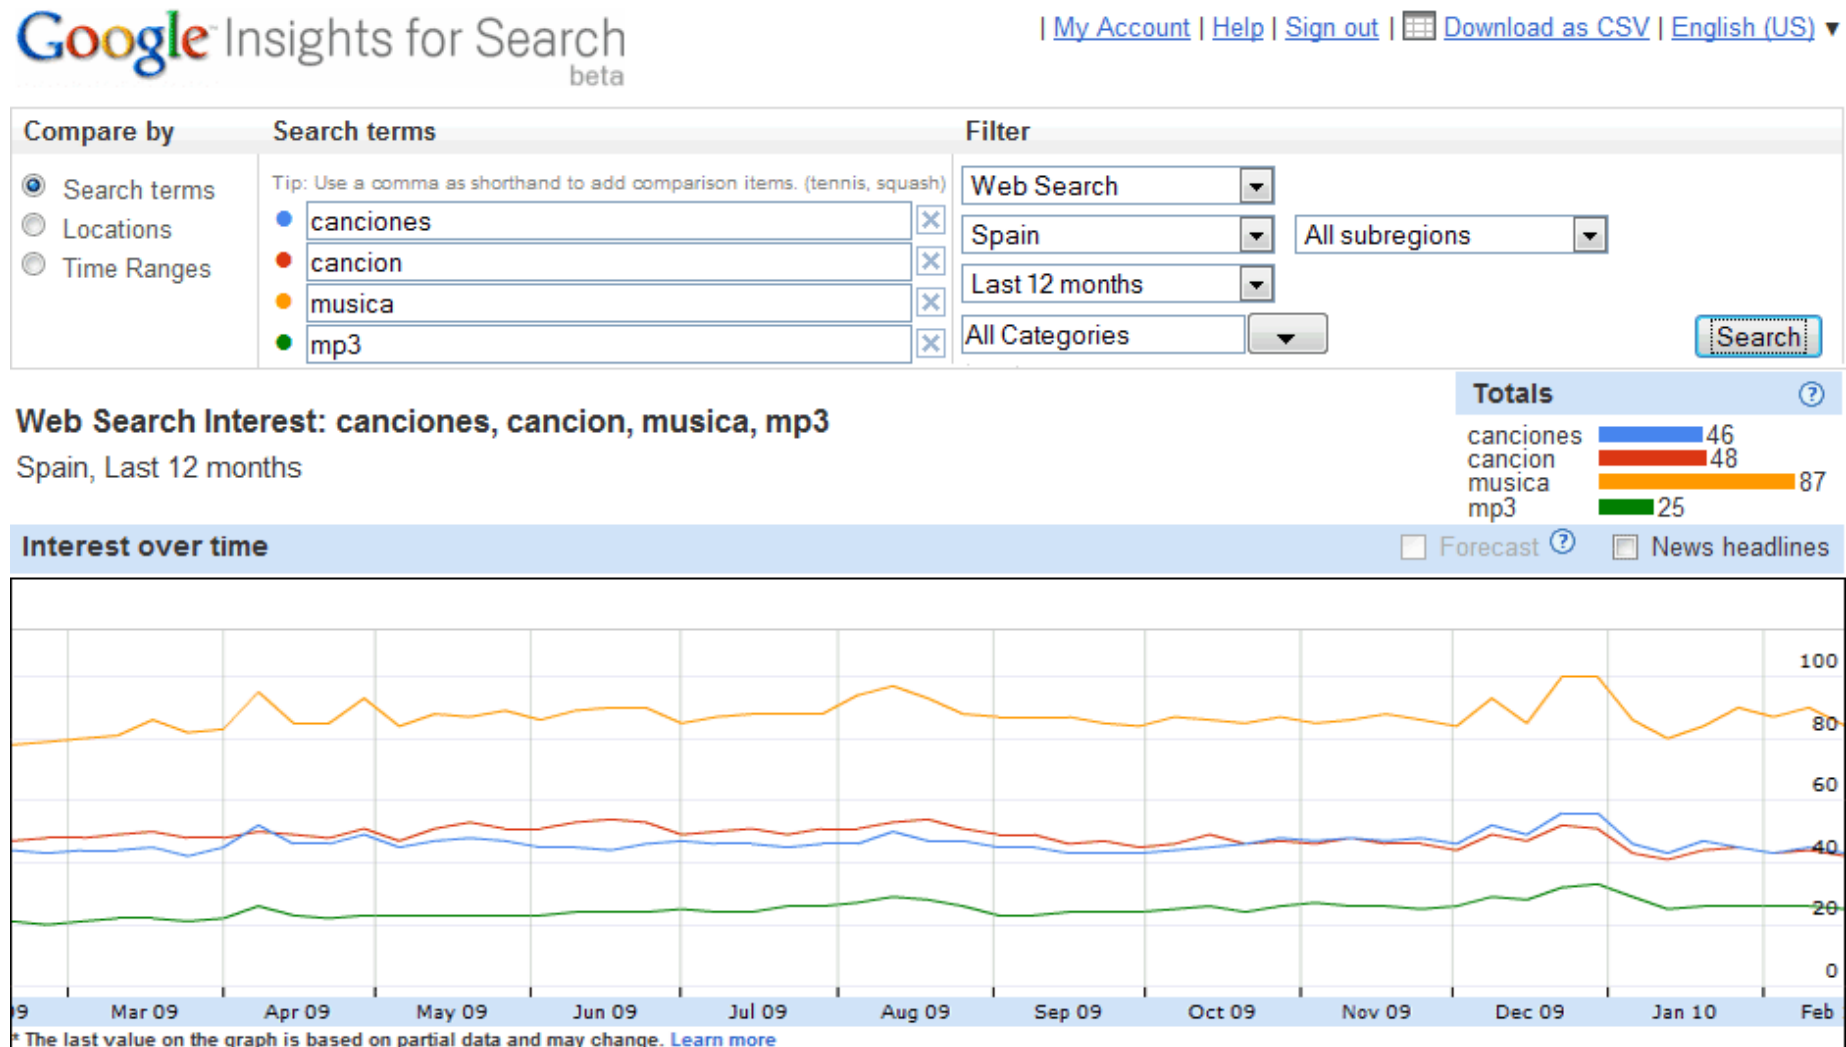 Google Insights for Search
beta
| My Account | Help | Sign out | Download as CSV | English (US) ▼
Compare by
Search terms
Filter
Search terms
Locations
Time Ranges
Tip: Use a comma as shorthand to add comparison items. (tennis, squash)
canciones
cancion
musica
mp3
Web Search
Spain
All subregions
Last 12 months
All Categories
Search
Web Search Interest: canciones, cancion, musica, mp3
Spain, Last 12 months
Totals ?
canciones 46
cancion 48
musica 87
mp3 25
Interest over time
Forecast ?
News headlines
100
80
60
40
20
0
09 Mar 09 Apr 09 May 09 Jun 09 Jul 09 Aug 09 Sep 09 Oct 09 Nov 09 Dec 09 Jan 10 Feb
* The last value on the graph is based on partial data and may change. Learn more